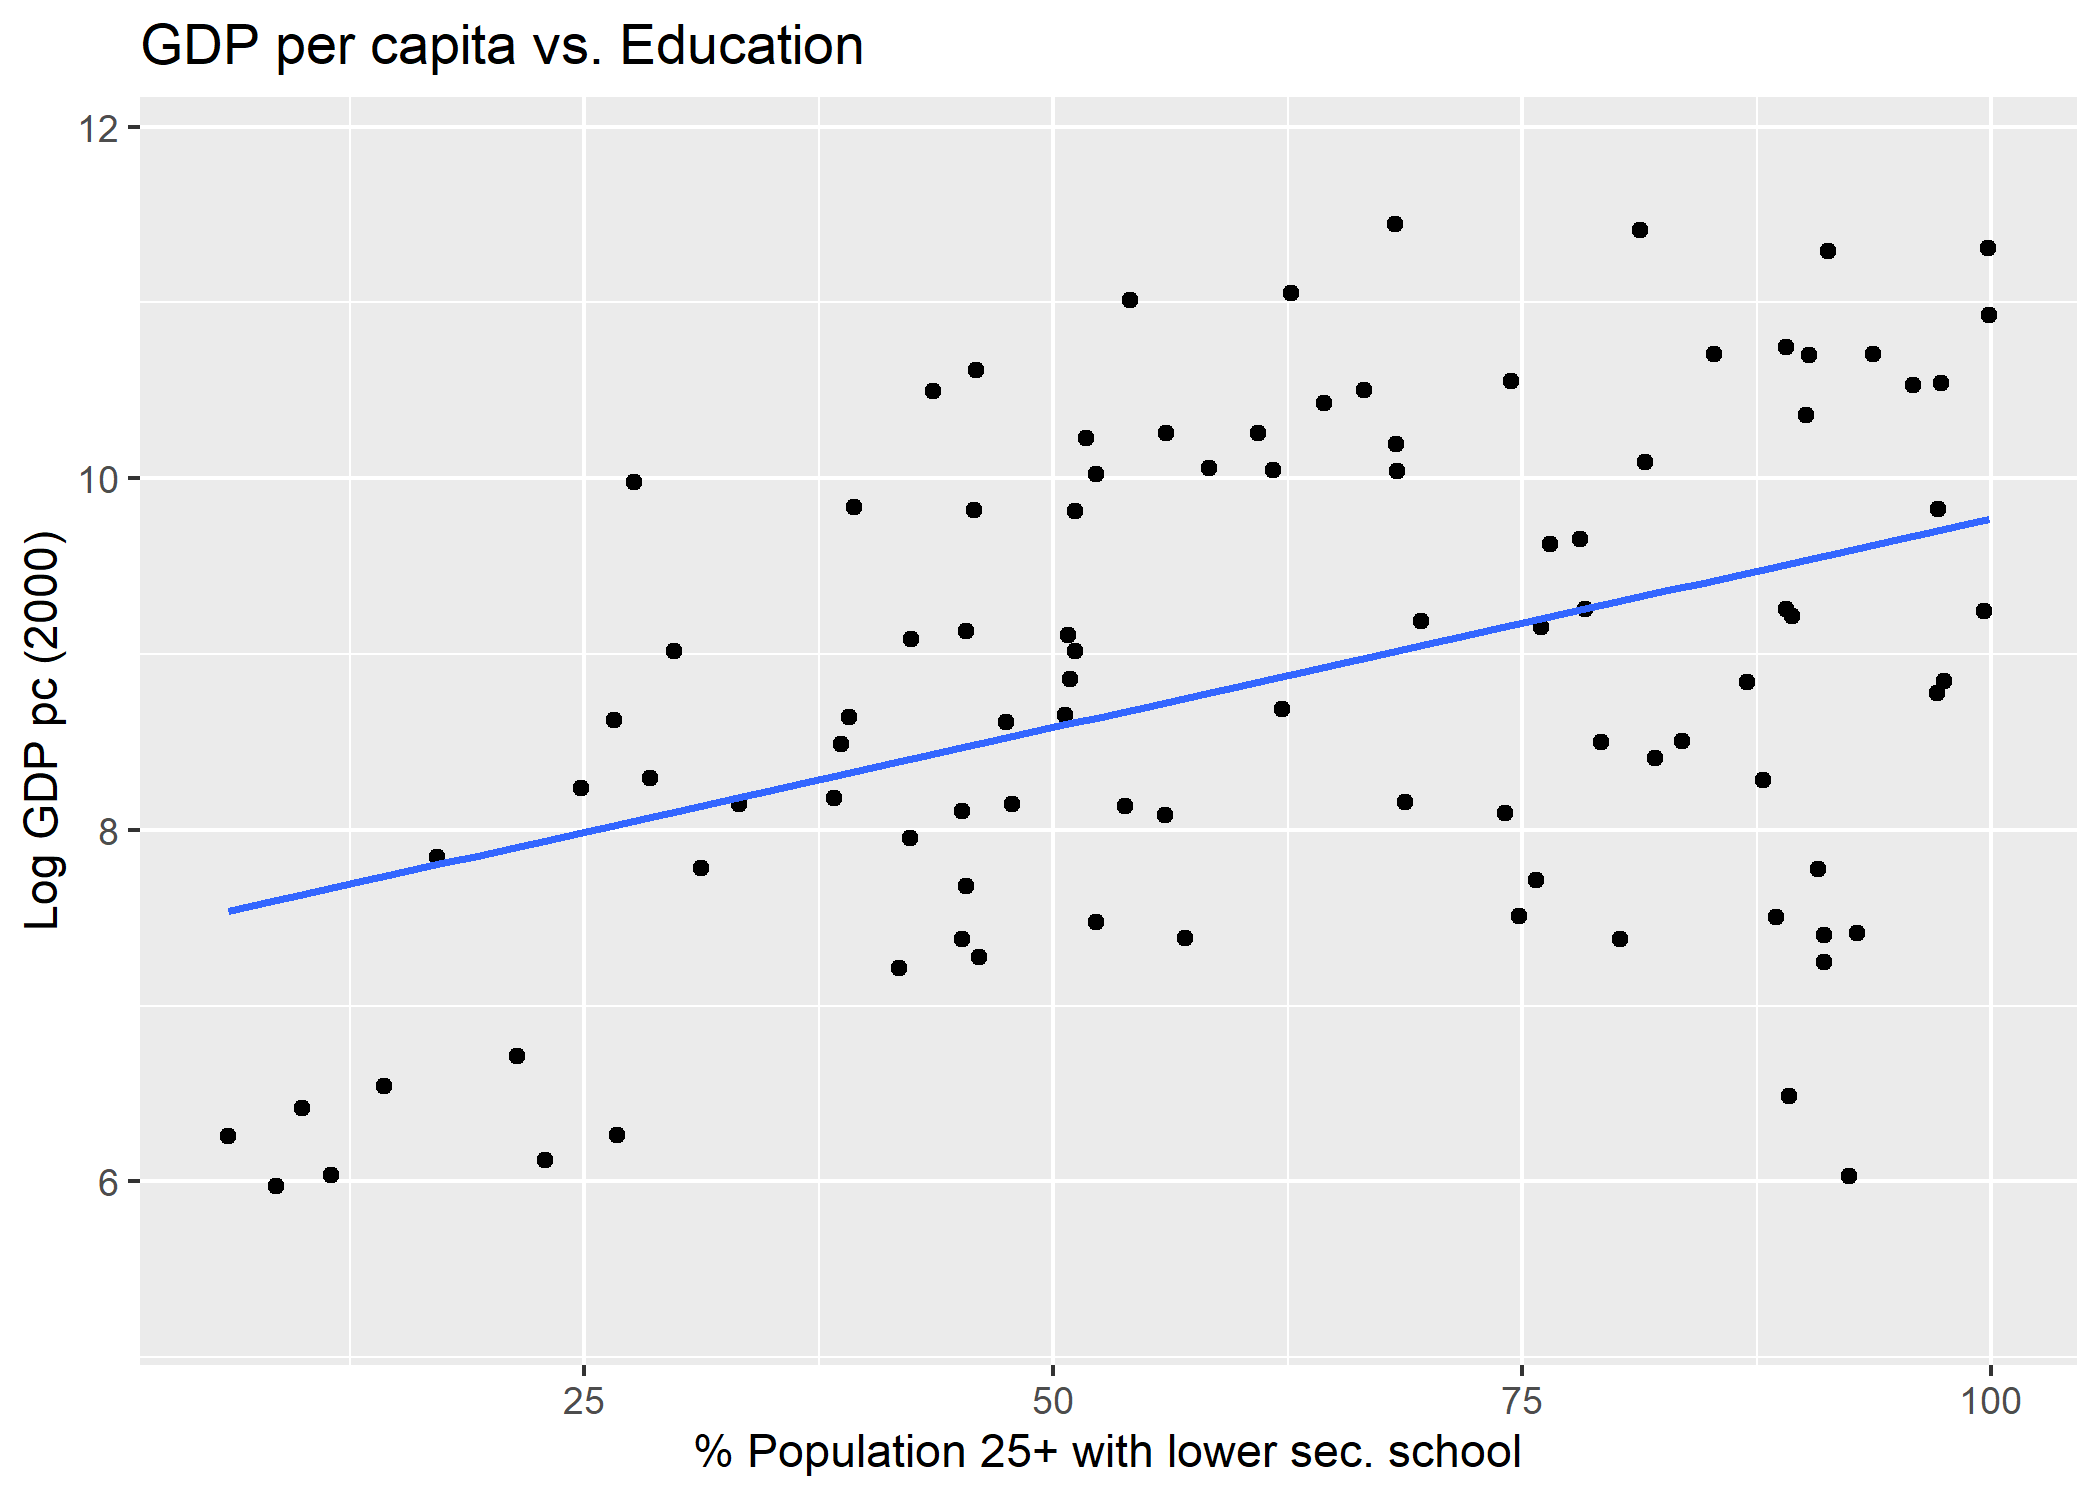 GDP per capita vs. Education
12
10
8
6
Log GDP pc (2000)
25 50 75 100
% Population 25+ with lower sec. school